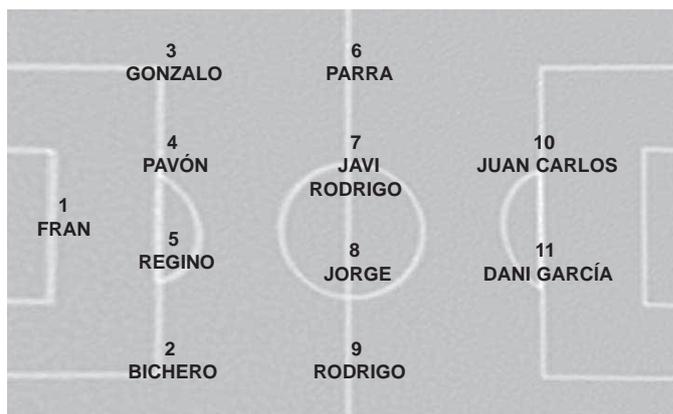 3
GONZALO
6
PARRA
4
PAVÓN
7
JAVI
RODRIGO
10
JUAN CARLOS
1
FRAN
5
REGINO
8
JORGE
11
DANI GARCÍA
2
BICHERO
9
RODRIGO